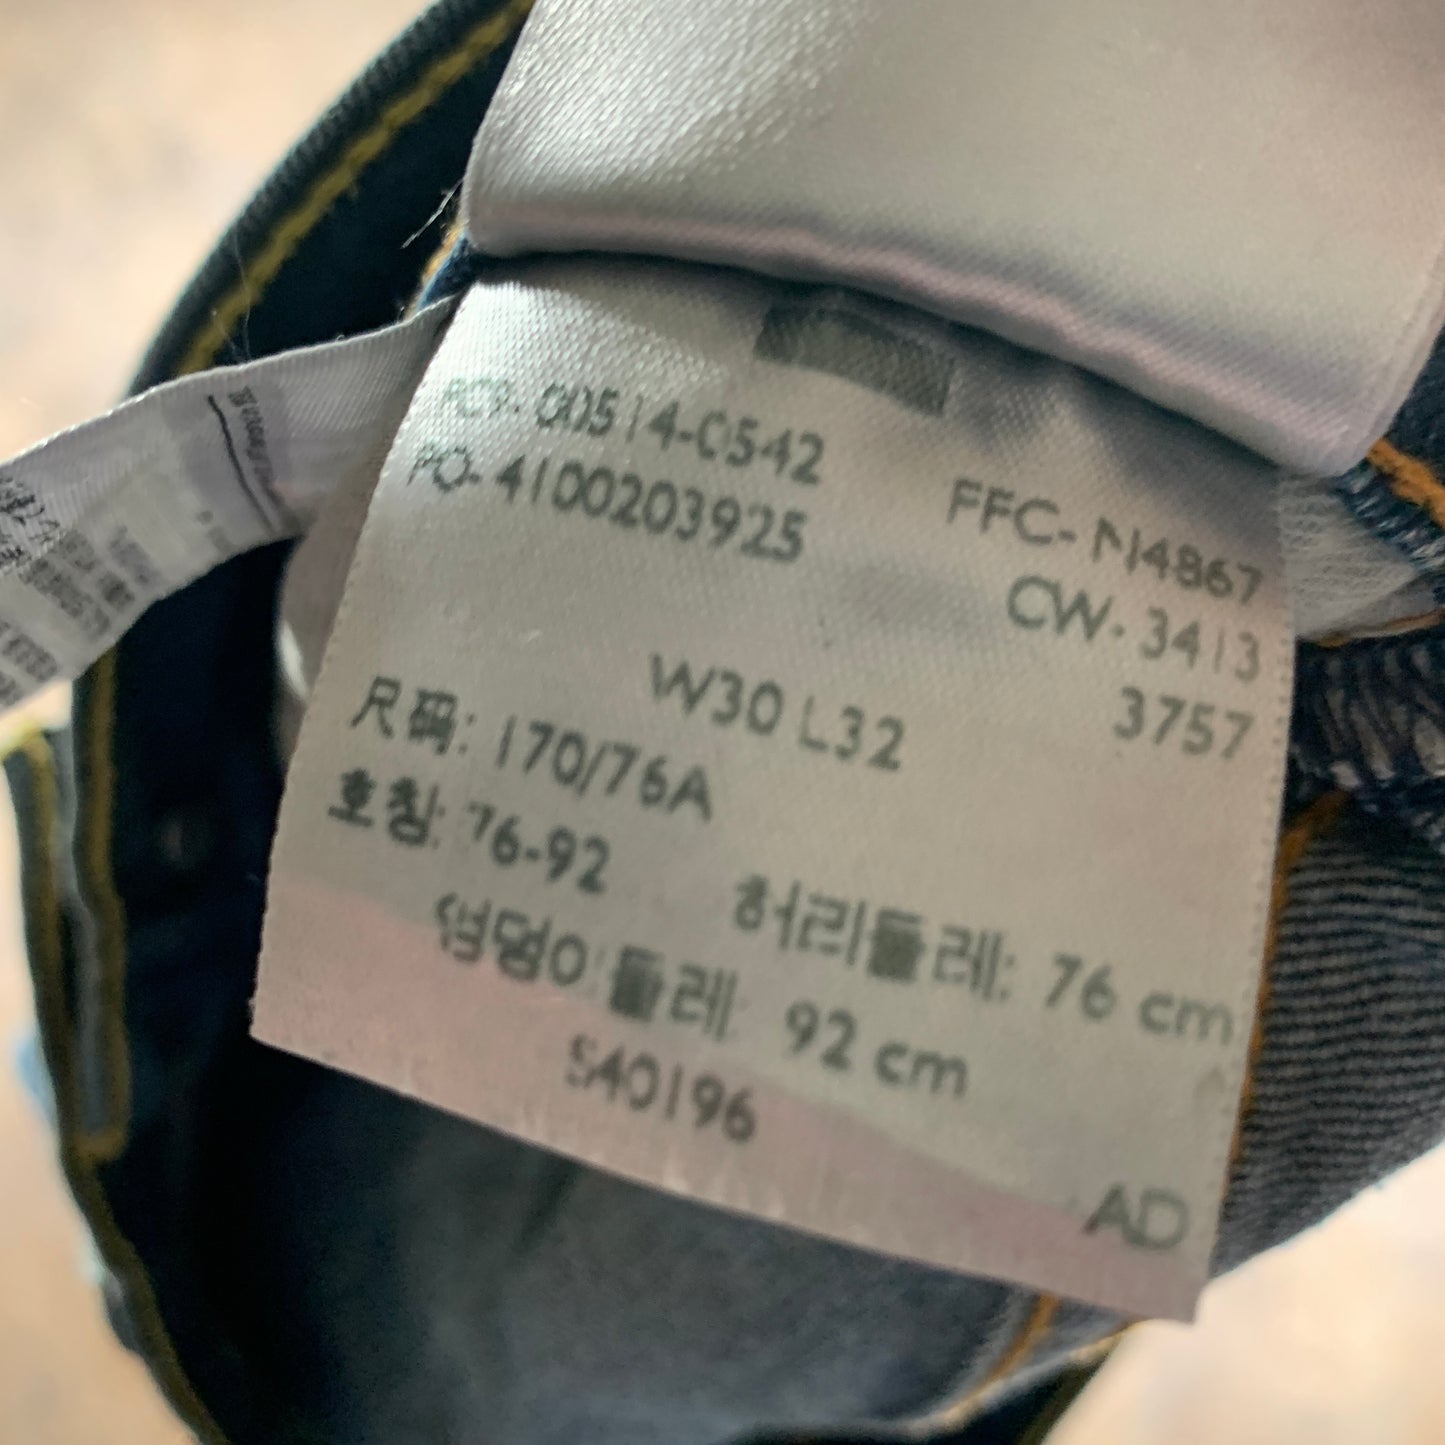 PC9- 00514-0542
PO- 4100203925
FFC- N4867
CW- 3413
3757
W30 L32
尺码: 170/76A
호칭: 76-92
허리둘레: 76 cm
엉덩이 둘레 92 cm
540196
AD